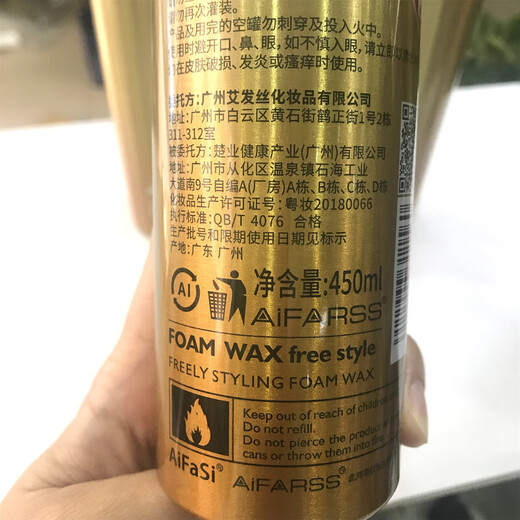 勿再次灌装。
产品及用完的空罐勿刺穿及投入火中。
使用时避开口、鼻、眼,如不慎入眼,请立即
在皮肤破损、发炎或瘙痒时使用。
委托方:广州艾发丝化妆品有限公司
地址:广州市白云区黄石街鹤正街1号2栋
311-312室
被委托方:楚业健康产业(广州)有限公司
地址:广州市从化区温泉镇石海工业
大道南9号自编A(厂房)A栋、B栋、C栋、D栋
化妆品生产许可证号:粤妆20180066
执行标准:QB/T 4076 合格
生产批号和限期使用日期见标示
产地:广东 广州
Al
净含量:450ml
AiFARSS®
FOAM WAX free style
FREELY STYLING FOAM WAX
Keep out of reach of children
Do not refill.
Do not pierce the product
cans or throw them into fire
AiFaSi® AiFARSS®